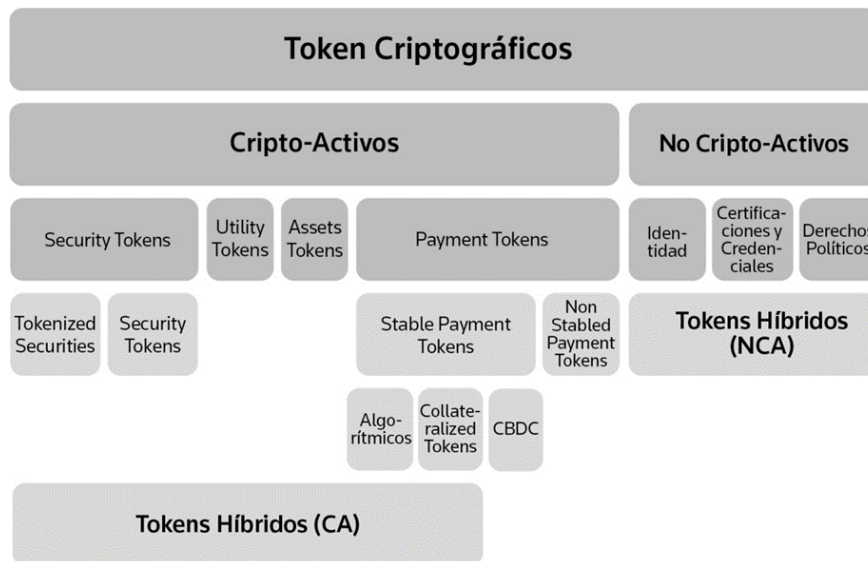 Token Criptográficos
Cripto-Activos
No Cripto-Activos
Security Tokens
Utility
Tokens
Assets
Tokens
Payment Tokens
Iden-
tidad
Certifica-
ciones y
Creden-
ciales
Derechos
Políticos
Tokenized
Securities
Security
Tokens
Stable Payment
Tokens
Non
Stabled
Payment
Tokens
Tokens Híbridos
(NCA)
Algo-
rítmicos
Collate-
ralized
Tokens
CBDC
Tokens Híbridos (CA)